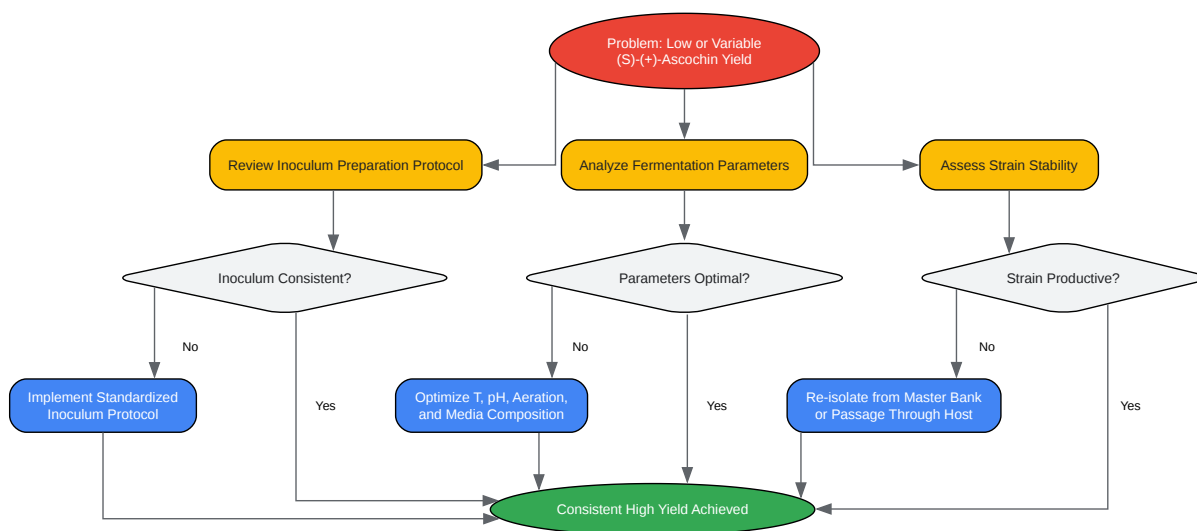 Problem: Low or Variable
(S)-(+)-Ascochin Yield
Review Inoculum Preparation Protocol
Analyze Fermentation Parameters
Assess Strain Stability
Inoculum Consistent?
Parameters Optimal?
Strain Productive?
No
No
No
Implement Standardized
Inoculum Protocol
Yes
Optimize T, pH, Aeration,
and Media Composition
Yes
Re-isolate from Master Bank
or Passage Through Host
Yes
Consistent High Yield Achieved